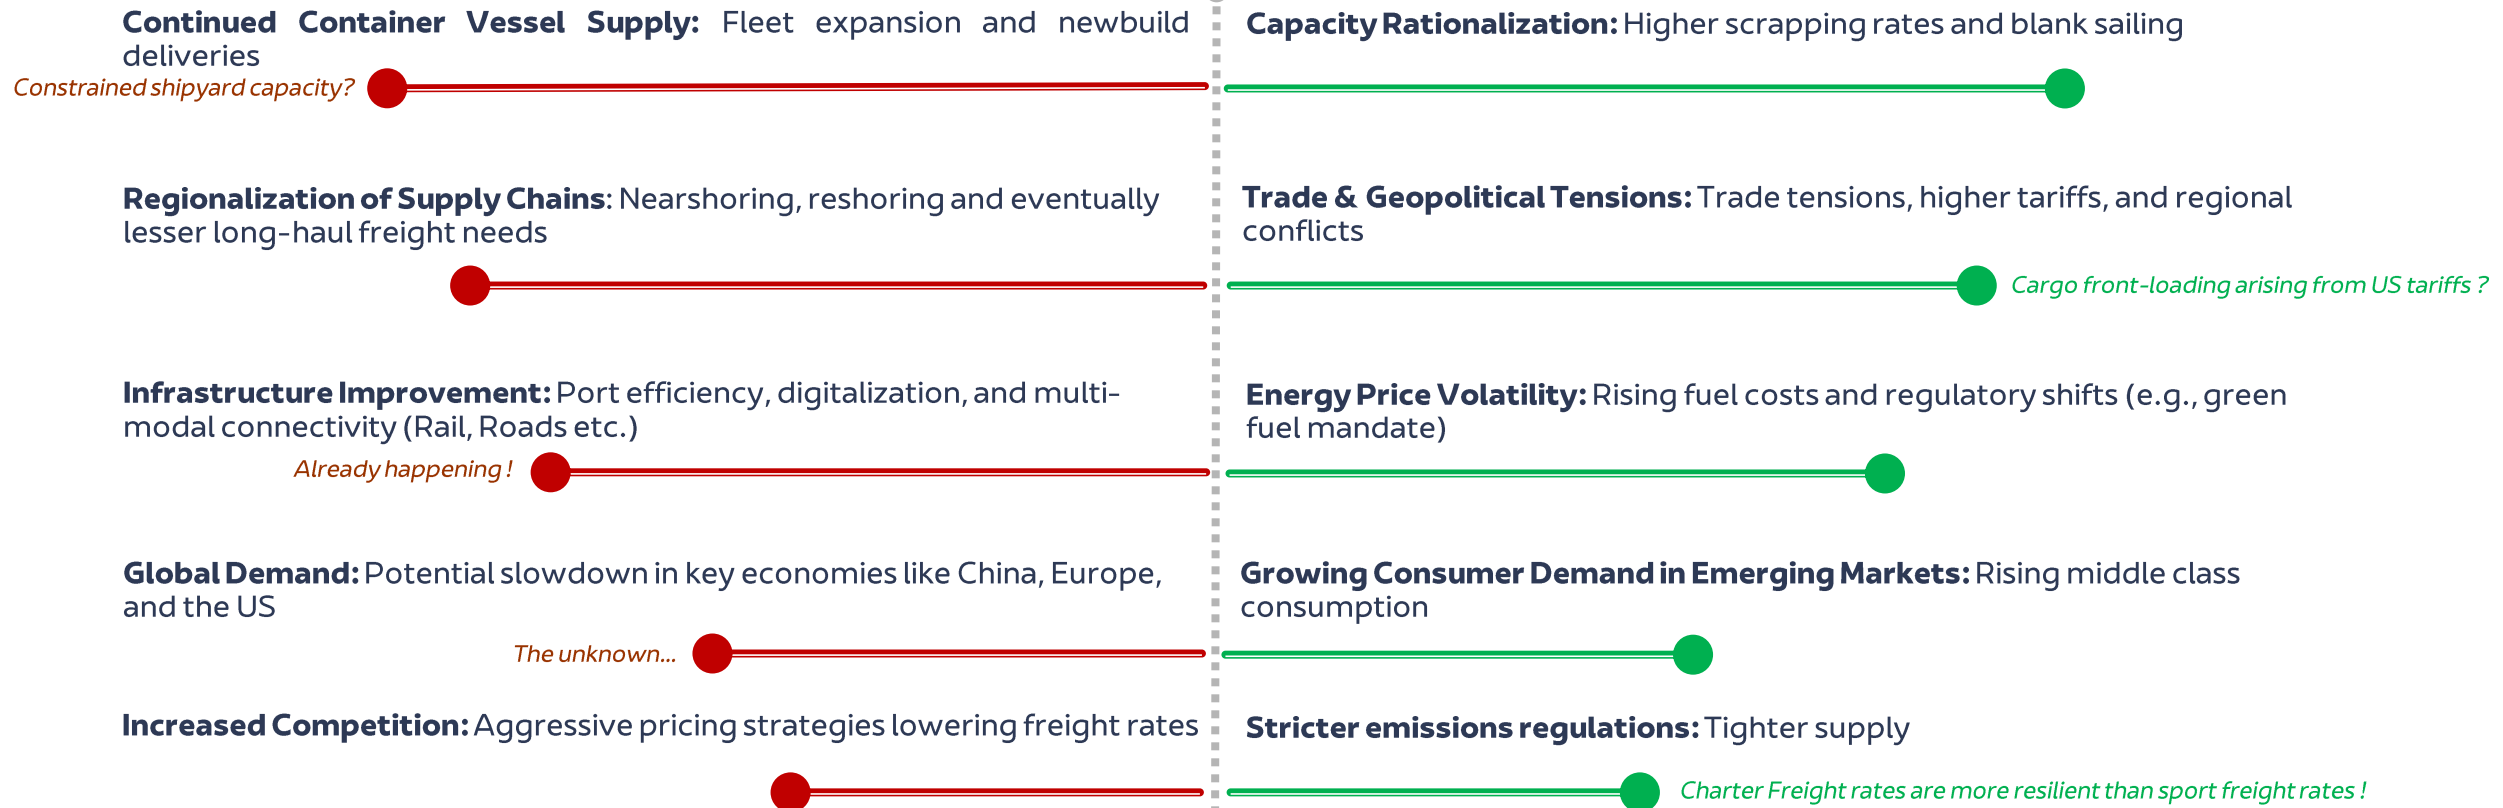 Continued Container Vessel Supply: Fleet expansion and newbuild
deliveries
Constrained shipyard capacity?
Capacity Rationalization: Higher scrapping rates and blank sailing
Regionalization of Supply Chains: Nearshoring, reshoring and eventually
lesser long-haul freight needs
Trade & Geopolitical Tensions: Trade tensions, higher tariffs, and regional
conflicts
Cargo front-loading arising from US tariffs ?
Infrastructure Improvement: Port efficiency, digitalization, and multi-
modal connectivity (Rail, Roads etc.)
Already happening !
Energy Price Volatility: Rising fuel costs and regulatory shifts (e.g., green
fuel mandate)
Global Demand: Potential slowdown in key economies like China, Europe,
and the US
The unknown...
Growing Consumer Demand in Emerging Markets: Rising middle class
consumption
Increased Competition: Aggressive pricing strategies lowering freight rates
Stricter emissions regulations: Tighter supply
Charter Freight rates are more resilient than sport freight rates !